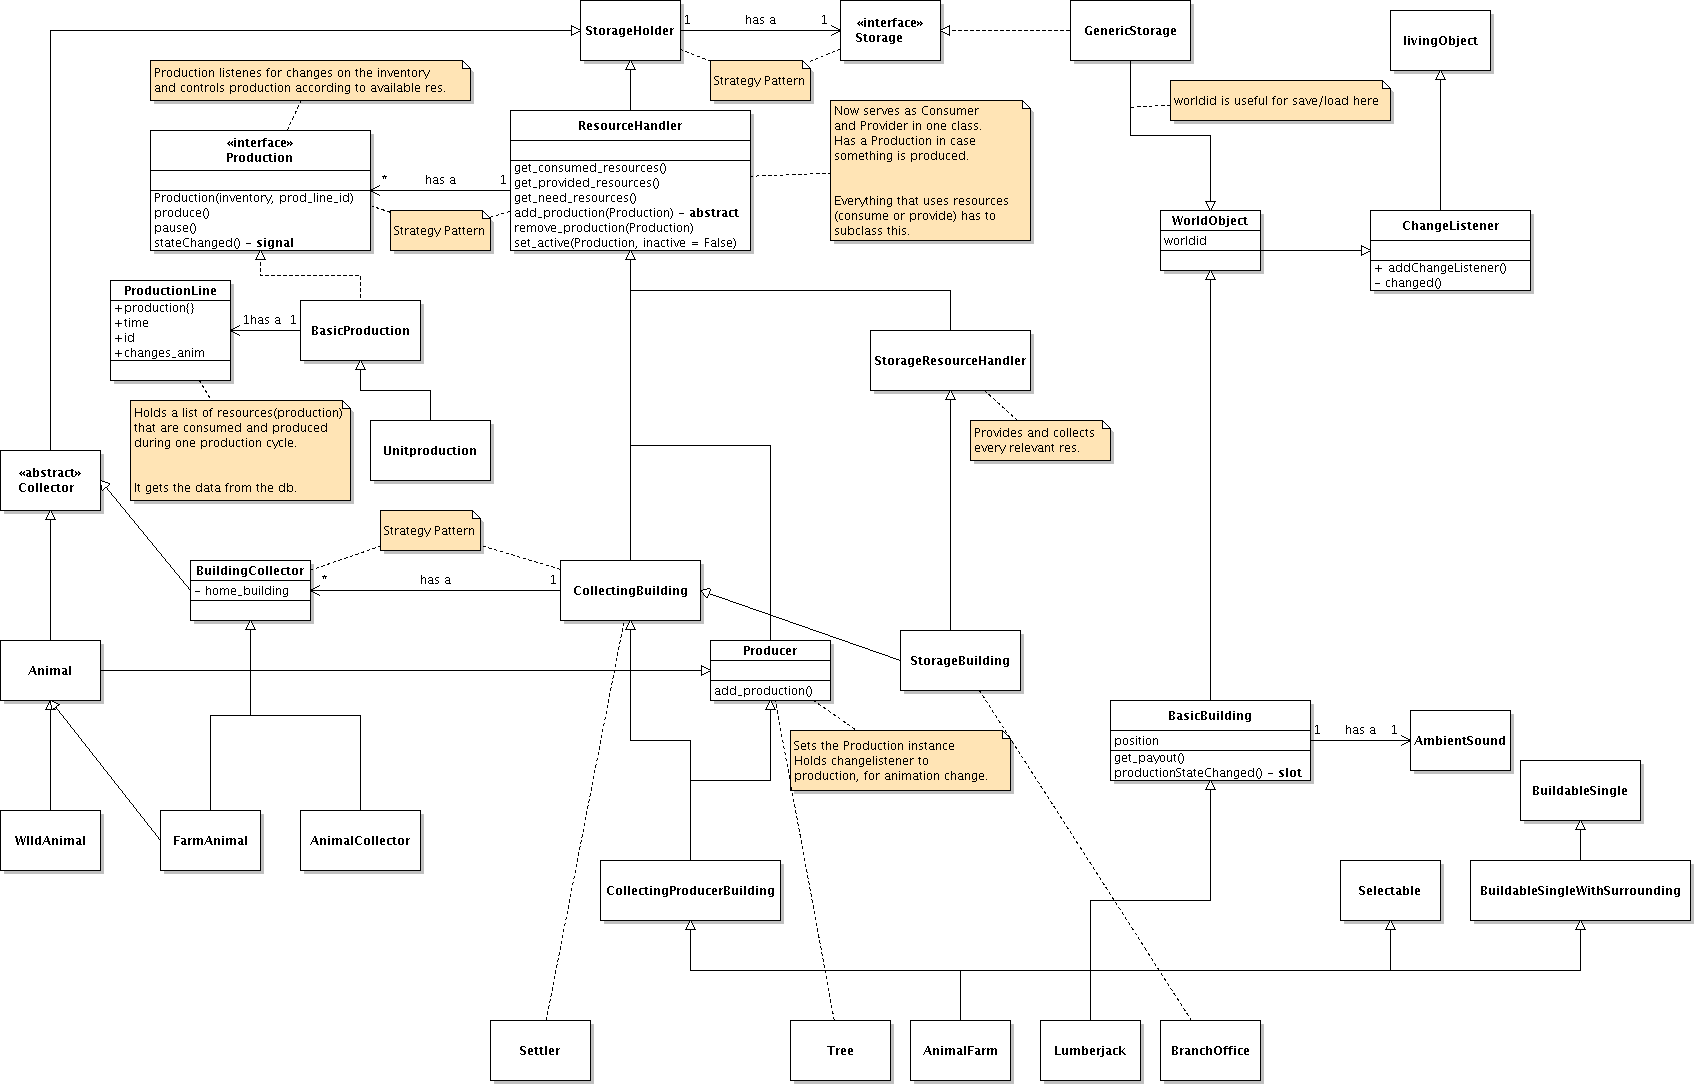 StorageHolder
1
has a
1
«interface»
Storage
GenericStorage
livingObject
Strategy Pattern
Production listenes for changes on the inventory
and controls production according to available res.
worldid is useful for save/load here
«interface»
Production
Production(inventory, prod_line_id)
produce()
pause()
stateChanged() - signal
*
has a
1
Strategy Pattern
ResourceHandler
get_consumed_resources()
get_provided_resources()
get_need_resources()
add_production(Production) - abstract
remove_production(Production)
set_active(Production, inactive = False)
Now serves as Consumer
and Provider in one class.
Has a Production in case
something is produced.
Everything that uses resources
(consume or provide) has to
subclass this.
WorldObject
worldid
ChangeListener
+ addChangeListener()
- changed()
ProductionLine
+production{}
+time
+id
+changes_anim
1has a
1
BasicProduction
StorageResourceHandler
Holds a list of resources(production)
that are consumed and produced
during one production cycle.
It gets the data from the db.
Unitproduction
Provides and collects
every relevant res.
«abstract»
Collector
Strategy Pattern
BuildingCollector
- home_building
*
has a
1
CollectingBuilding
Animal
Producer
add_production()
StorageBuilding
Sets the Production instance
Holds changelistener to
production, for animation change.
BasicBuilding
position
get_payout()
productionStateChanged() - slot
1
has a
1
AmbientSound
BuildableSingle
WIldAnimal
FarmAnimal
AnimalCollector
CollectingProducerBuilding
Selectable
BuildableSingleWithSurrounding
Settler
Tree
AnimalFarm
Lumberjack
BranchOffice